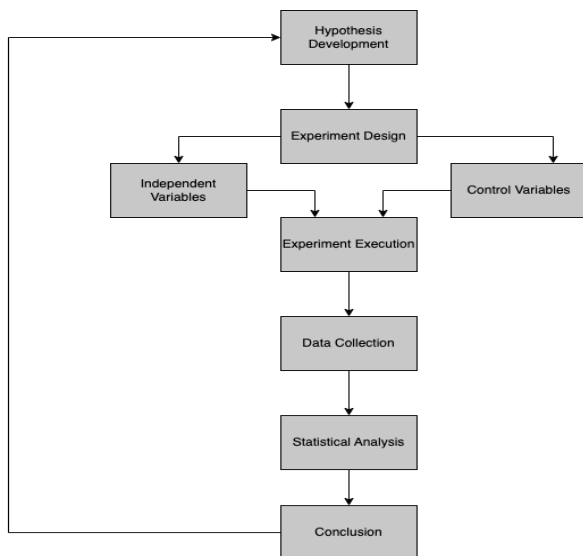 Hypothesis
Development
Experiment Design
Independent
Variables
Control Variables
Experiment Execution
Data Collection
Statistical Analysis
Conclusion